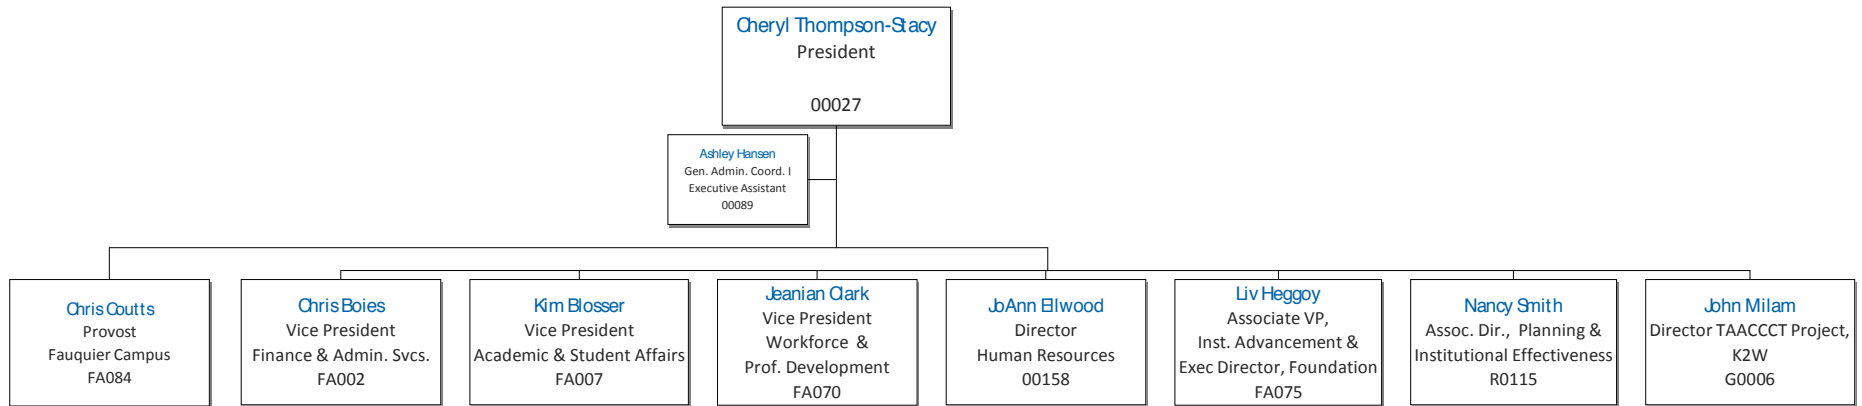 Cheryl Thompson-Stacy
President
00027
Ashley Hansen
Gen. Admin. Coord. I
Executive Assistant
00089
Chris Coutts
Provost
Fauquier Campus
FA084
Chris Boies
Vice President
Finance & Admin. Svcs.
FA002
Kim Blosser
Vice President
Academic & Student Affairs
FA007
Jeanian Clark
Vice President
Workforce &
Prof. Development
FA070
JoAnn Ellwood
Director
Human Resources
00158
Liv Heggoy
Associate VP,
Inst. Advancement &
Exec Director, Foundation
FA075
Nancy Smith
Assoc. Dir., Planning &
Institutional Effectiveness
R0115
John Milam
Director TAACCCT Project,
K2W
G0006